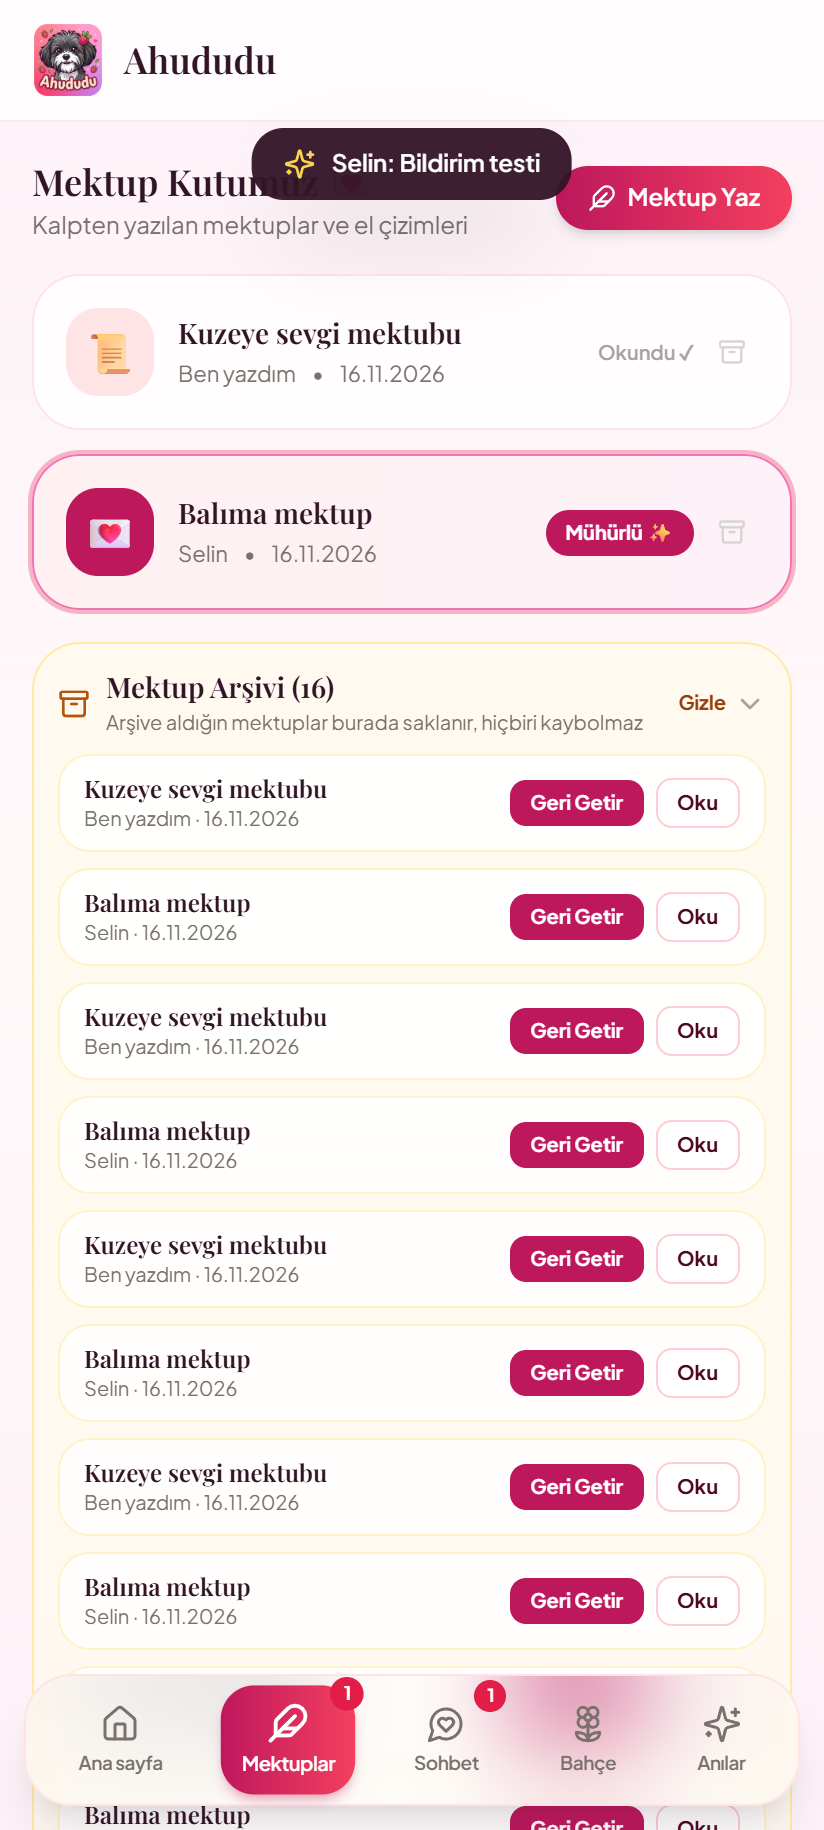 Ahududu
Ahududu
Selin: Bildirim testi
Mektup Kutumuz
Mektup Yaz
Kalpten yazılan mektuplar ve el çizimleri
Kuzeye sevgi mektubu
Ben yazdım • 16.11.2026
Okundu ✓
Balıma mektup
Selin • 16.11.2026
Mühürlü ✨
Mektup Arşivi (16)
Arşive aldığın mektuplar burada saklanır, hiçbiri kaybolmaz
Gizle
Kuzeye sevgi mektubu
Ben yazdım · 16.11.2026
Geri Getir
Oku
Balıma mektup
Selin · 16.11.2026
Geri Getir
Oku
Kuzeye sevgi mektubu
Ben yazdım · 16.11.2026
Geri Getir
Oku
Balıma mektup
Selin · 16.11.2026
Geri Getir
Oku
Kuzeye sevgi mektubu
Ben yazdım · 16.11.2026
Geri Getir
Oku
Balıma mektup
Selin · 16.11.2026
Geri Getir
Oku
Kuzeye sevgi mektubu
Ben yazdım · 16.11.2026
Geri Getir
Oku
Balıma mektup
Selin · 16.11.2026
Geri Getir
Oku
1
1
Ana sayfa
Mektuplar
Sohbet
Bahçe
Anılar
Balıma mektup
Geri Getir
Oku